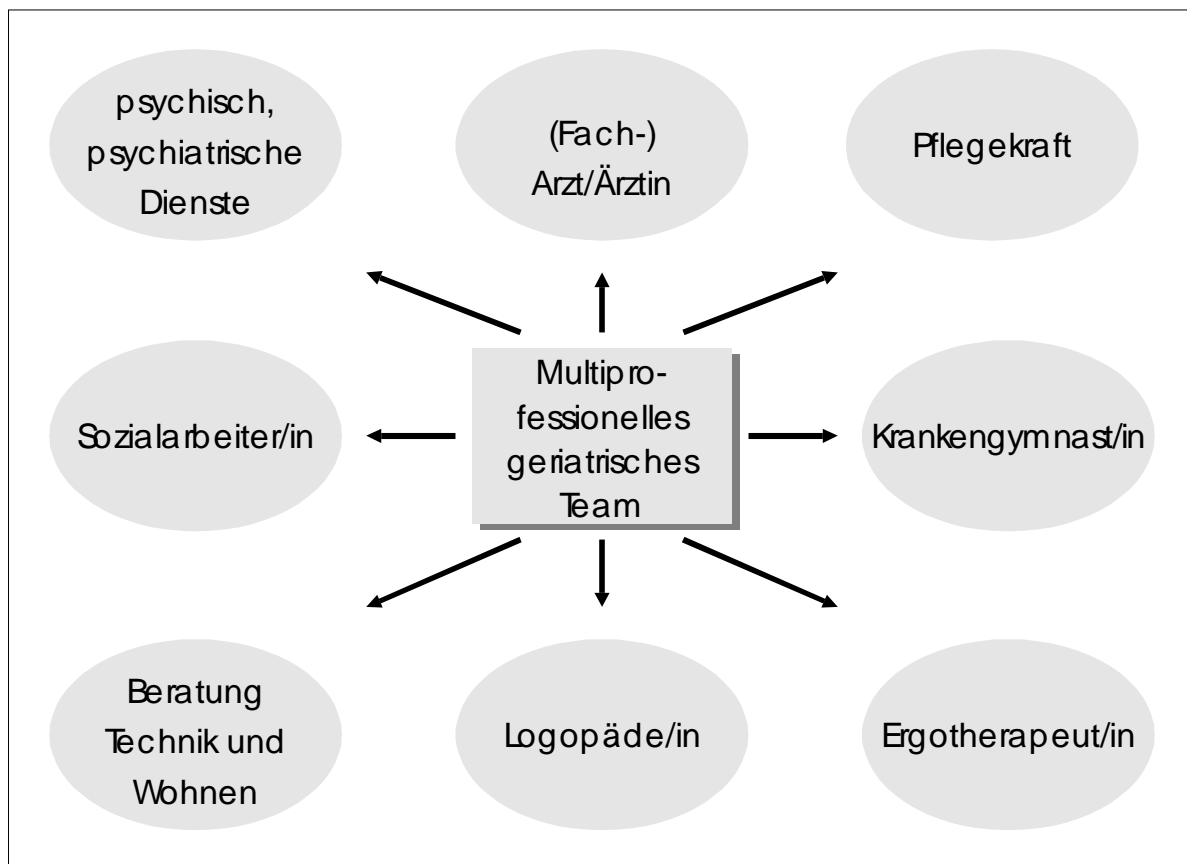 psychisch,
psychiatrische
Dienste
(Fach-)
Arzt/Ärztin
Pflegekraft
Sozialarbeiter/in
Multipro-
fessionelles
geriatrisches
Team
Krankengymnast/in
Beratung
Technik und
Wohnen
Logopäde/in
Ergotherapeut/in